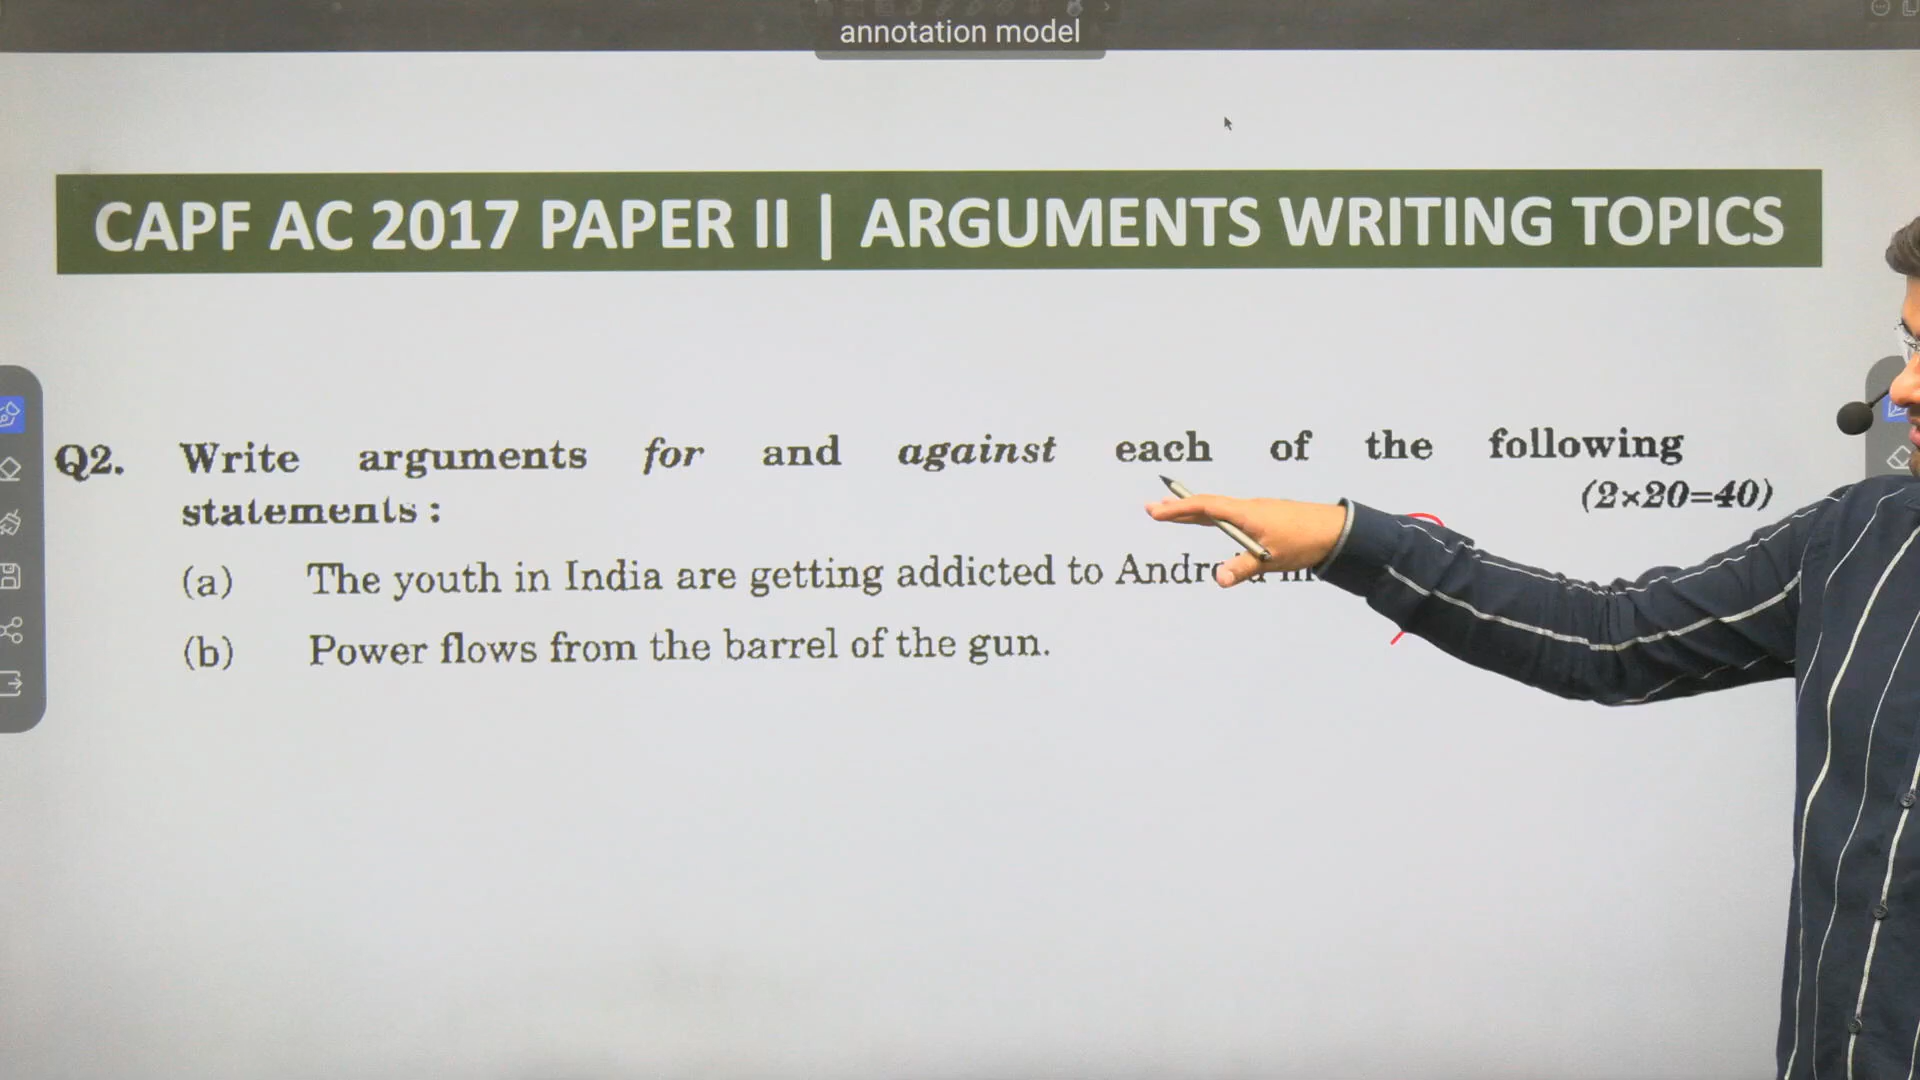 annotation model
CAPF AC 2017 PAPER II | ARGUMENTS WRITING TOPICS
Q2. Write arguments for and against each of the following
statements : (2×20=40)
(a) The youth in India are getting addicted to
(b) Power flows from the barrel of the gun.